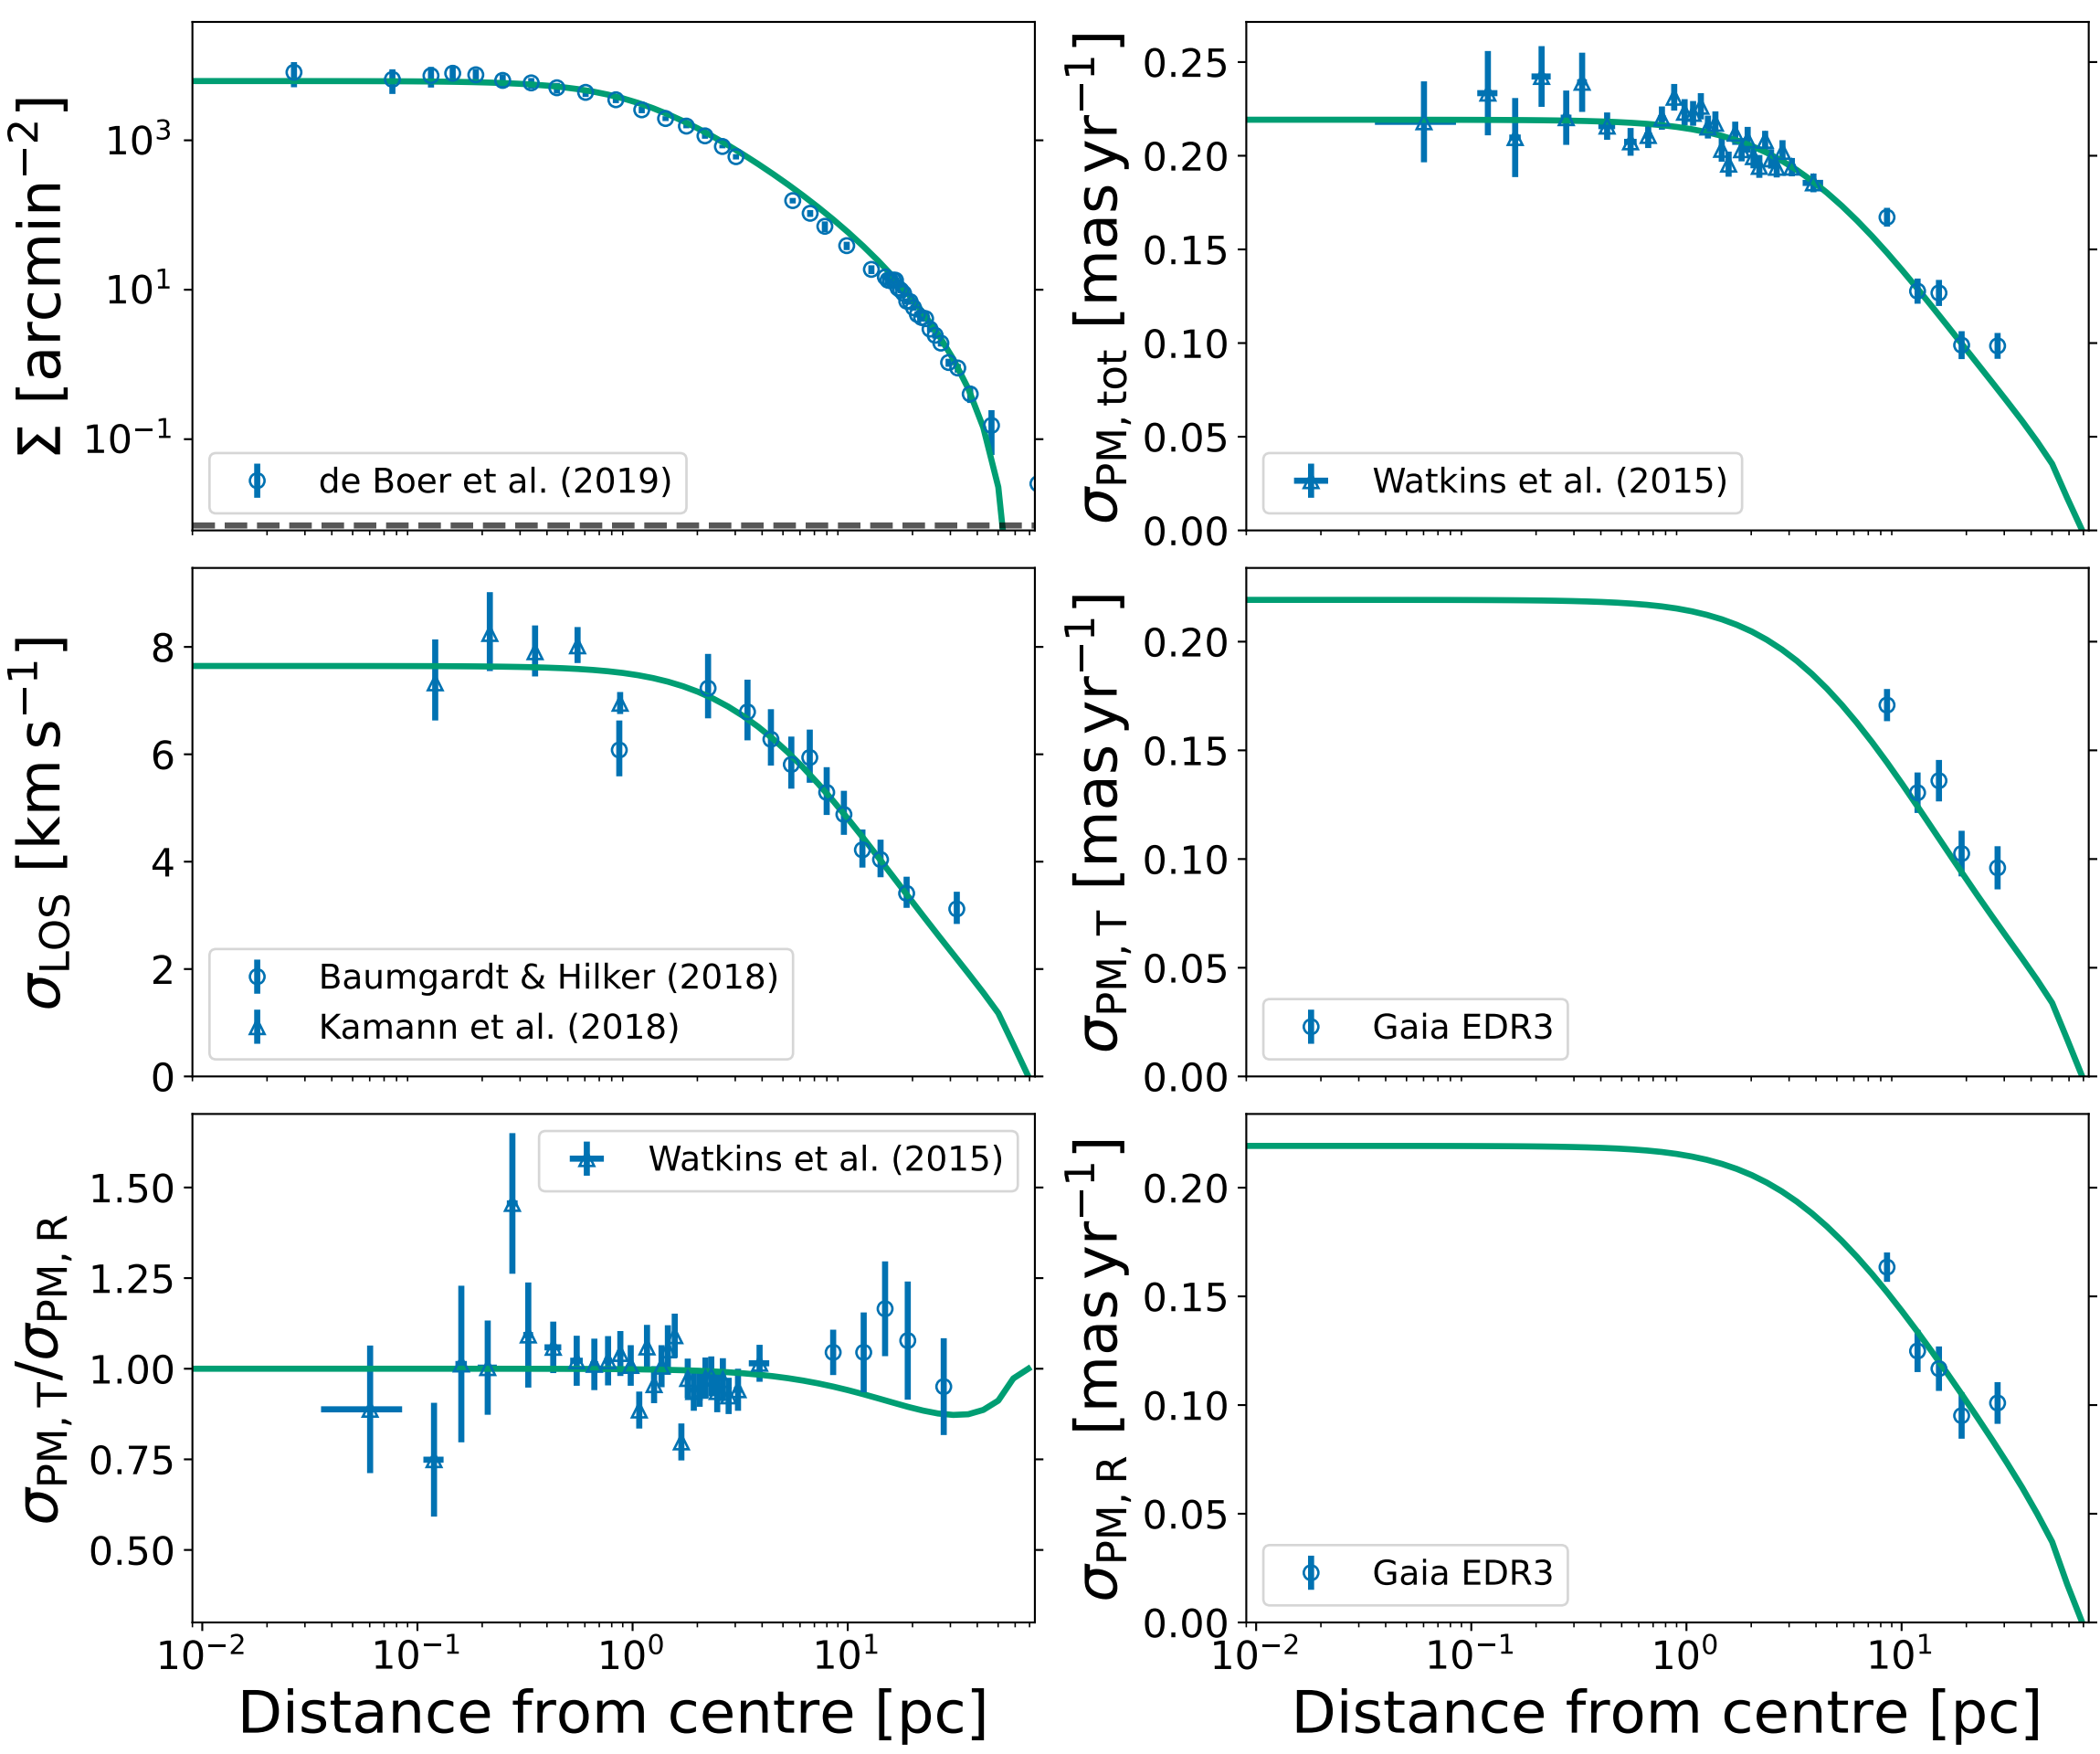 Σ [arcmin⁻²]
10³
10¹
10⁻¹
de Boer et al. (2019)
σPM, tot [mas yr⁻¹]
0.25
0.20
0.15
0.10
0.05
0.00
Watkins et al. (2015)
σLOS [km s⁻¹]
8
6
4
2
0
Baumgardt & Hilker (2018)
Kamann et al. (2018)
σPM, T [mas yr⁻¹]
0.20
0.15
0.10
0.05
0.00
Gaia EDR3
σPM, T/σPM, R
1.50
1.25
1.00
0.75
0.50
Watkins et al. (2015)
10⁻² 10⁻¹ 10⁰ 10¹
Distance from centre [pc]
σPM, R [mas yr⁻¹]
0.20
0.15
0.10
0.05
0.00
Gaia EDR3
10⁻² 10⁻¹ 10⁰ 10¹
Distance from centre [pc]